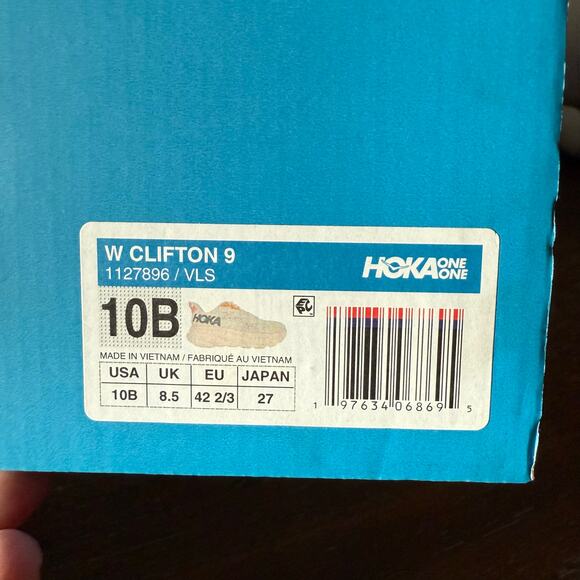 W CLIFTON 9
1127896 / VLS
HOKA ONE ONE
10B
HOKA
MADE IN VIETNAM / FABRIQUÉ AU VIETNAM
USA UK EU JAPAN
10B 8.5 42 2/3 27
1 97634 06869 5